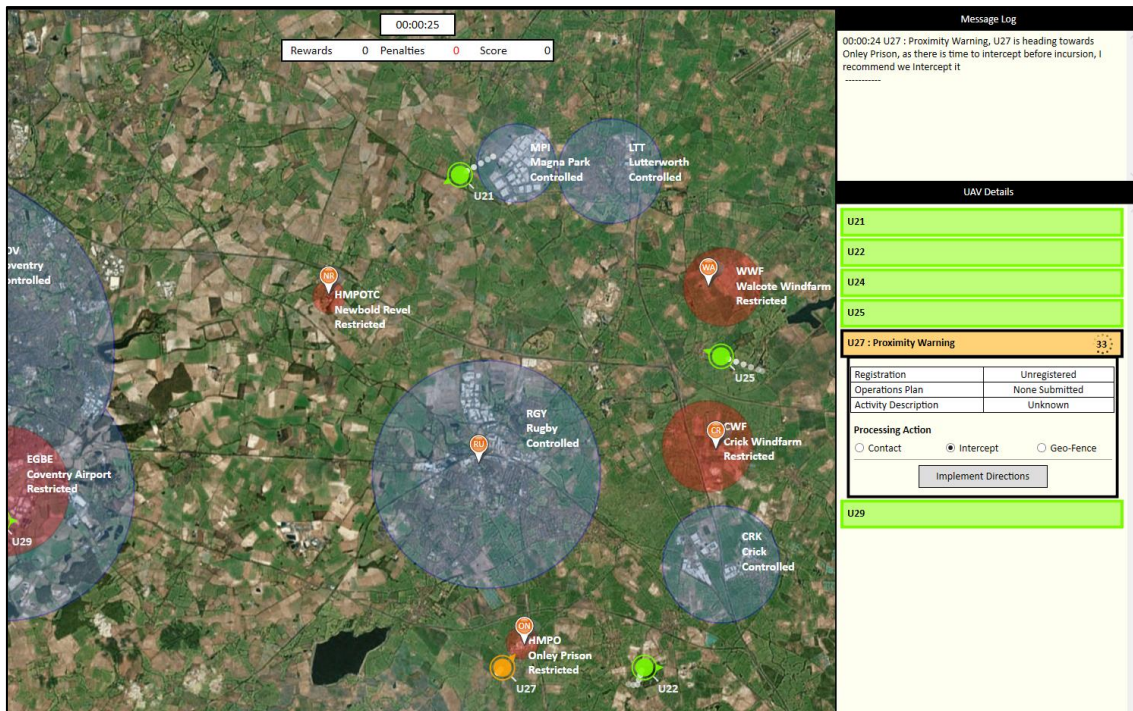 00:00:25
Rewards 0 Penalties 0 Score 0
MPI
Magna Park
Controlled
LTT
Lutterworth
Controlled
U21
OV
oventry
ontrolled
NR
HMPOTC
Newbold Revel
Restricted
WA
WWF
Walcote Windfarm
Restricted
U25
RGY
Rugby
Controlled
RU
CR
CWF
Crick Windfarm
Restricted
EGBE
Coventry Airport
Restricted
U29
CRK
Crick
Controlled
ON
HMPO
Onley Prison
Restricted
U27
U22
Message Log
00:00:24 U27 : Proximity Warning, U27 is heading towards
Onley Prison, as there is time to intercept before incursion, I
recommend we Intercept it
-----------
UAV Details
U21
U22
U24
U25
U27 : Proximity Warning 33
Registration Unregistered
Operations Plan None Submitted
Activity Description Unknown
Processing Action
Contact Intercept Geo-Fence
Implement Directions
U29